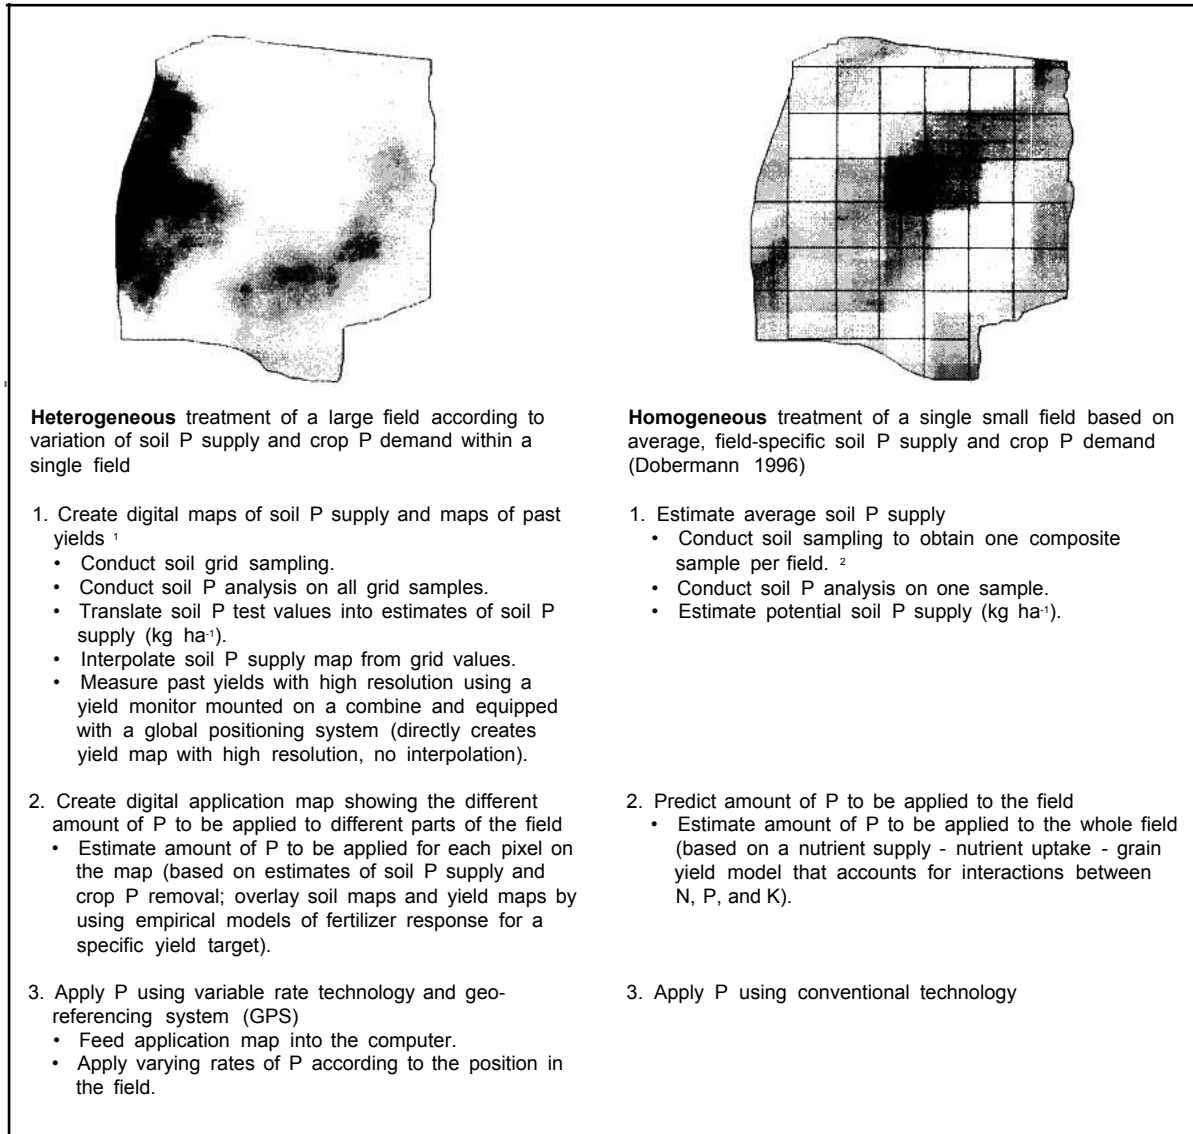 Heterogeneous treatment of a large field according to
variation of soil P supply and crop P demand within a
single field
1. Create digital maps of soil P supply and maps of past
yields ¹
• Conduct soil grid sampling.
• Conduct soil P analysis on all grid samples.
• Translate soil P test values into estimates of soil P
supply (kg ha⁻¹).
• Interpolate soil P supply map from grid values.
• Measure past yields with high resolution using a
yield monitor mounted on a combine and equipped
with a global positioning system (directly creates
yield map with high resolution, no interpolation).
2. Create digital application map showing the different
amount of P to be applied to different parts of the field
• Estimate amount of P to be applied for each pixel on
the map (based on estimates of soil P supply and
crop P removal; overlay soil maps and yield maps by
using empirical models of fertilizer response for a
specific yield target).
3. Apply P using variable rate technology and geo-
referencing system (GPS)
• Feed application map into the computer.
• Apply varying rates of P according to the position in
the field.
Homogeneous treatment of a single small field based on
average, field-specific soil P supply and crop P demand
(Dobermann 1996)
1. Estimate average soil P supply
• Conduct soil sampling to obtain one composite
sample per field. ²
• Conduct soil P analysis on one sample.
• Estimate potential soil P supply (kg ha⁻¹).
2. Predict amount of P to be applied to the field
• Estimate amount of P to be applied to the whole field
(based on a nutrient supply - nutrient uptake - grain
yield model that accounts for interactions between
N, P, and K).
3. Apply P using conventional technology